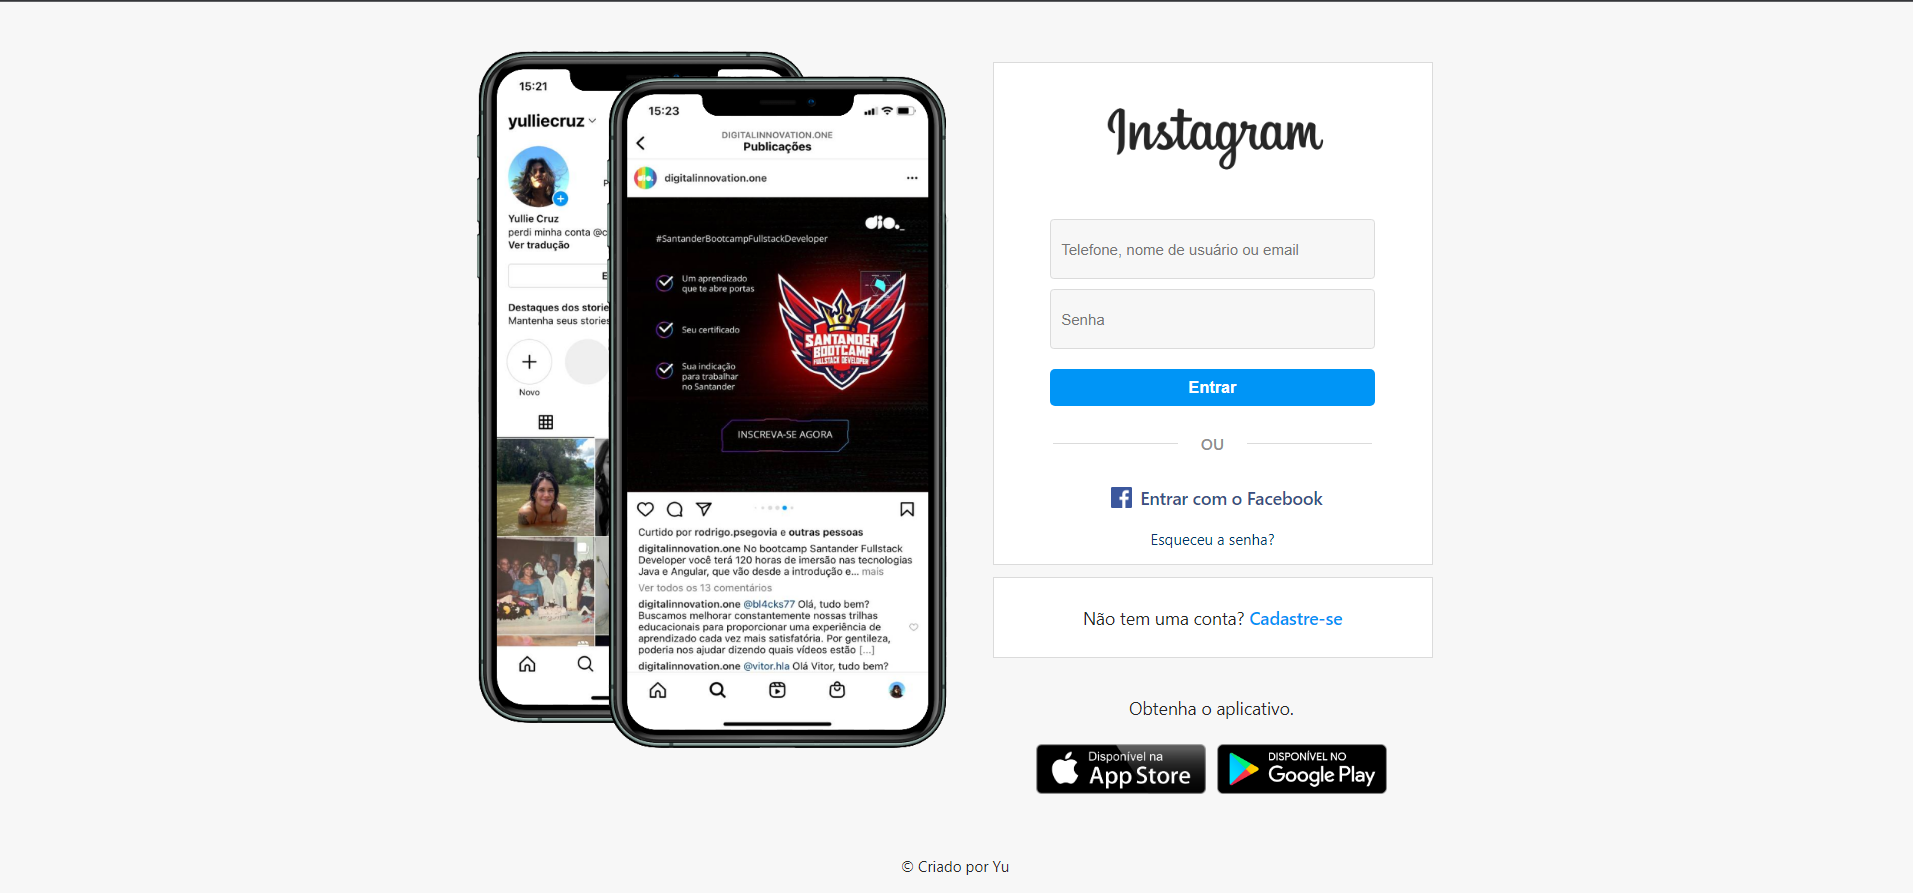 15:21
yulliecruz
Yullie Cruz
perdi minha conta @c
Ver tradução
Destaques dos storie
Mantenha seus stories
Novo
15:23
DIGITALINNOVATION.ONE
Publicações
digitalinnovation.one
dio._
#SantanderBootcampFullstackDeveloper
Um aprendizado
que te abre portas
Seu certificado
Sua indicação
para trabalhar
no Santander
SANTANDER
BOOTCAMP
FULLSTACK DEVELOPER
INSCREVA-SE AGORA
Curtido por rodrigo.psegovia e outras pessoas
digitalinnovation.one No bootcamp Santander Fullstack
Developer você terá 120 horas de imersão nas tecnologias
Java e Angular, que vão desde a introdução e... mais
Ver todos os 13 comentários
digitalinnovation.one @bl4cks77 Olá, tudo bem?
Buscamos melhorar constantemente nossas trilhas
educacionais para proporcionar uma experiência de
aprendizado cada vez mais satisfatória. Por gentileza,
poderia nos ajudar dizendo quais vídeos estão [...]
digitalinnovation.one @vitor.hla Olá Vitor, tudo bem?
Instagram
Telefone, nome de usuário ou email
Senha
Entrar
OU
Entrar com o Facebook
Esqueceu a senha?
Não tem uma conta? Cadastre-se
Obtenha o aplicativo.
Disponível na
App Store
DISPONÍVEL NO
Google Play
© Criado por Yu